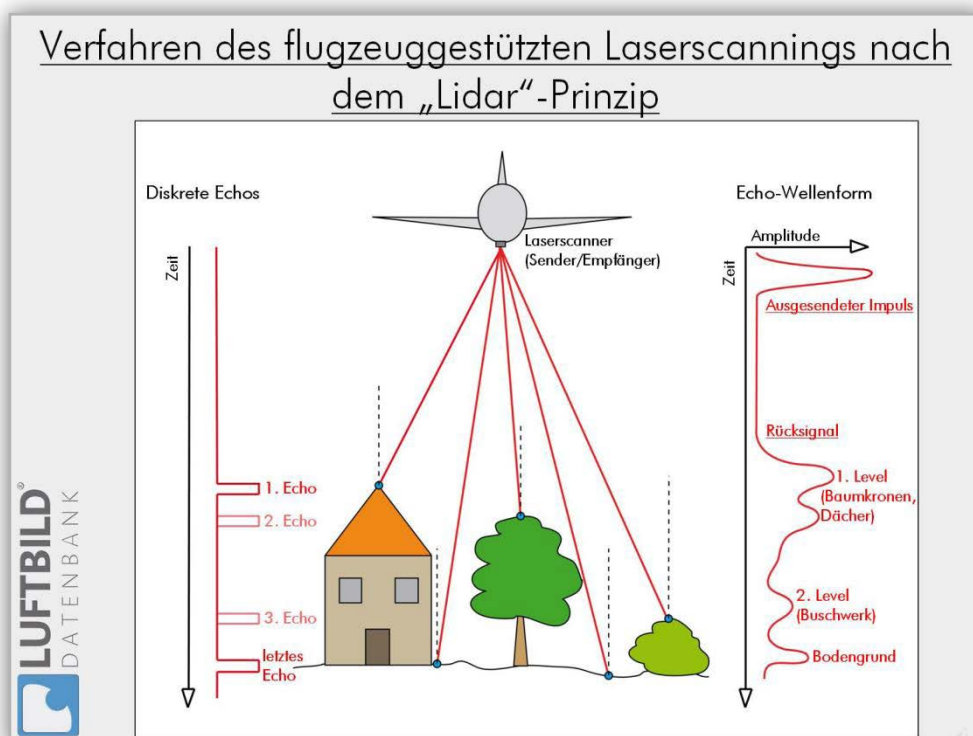 Verfahren des flugzeuggestützten Laserscannings nach
dem „Lidar“-Prinzip
Diskrete Echos
Zeit
1. Echo
2. Echo
3. Echo
letztes
Echo
Laserscanner
(Sender/Empfänger)
Echo-Wellenform
Amplitude
Zeit
Ausgesendeter Impuls
Rücksignal
1. Level
(Baumkronen,
Dächer)
2. Level
(Buschwerk)
Bodengrund
LUFTBILD®
DATENBANK